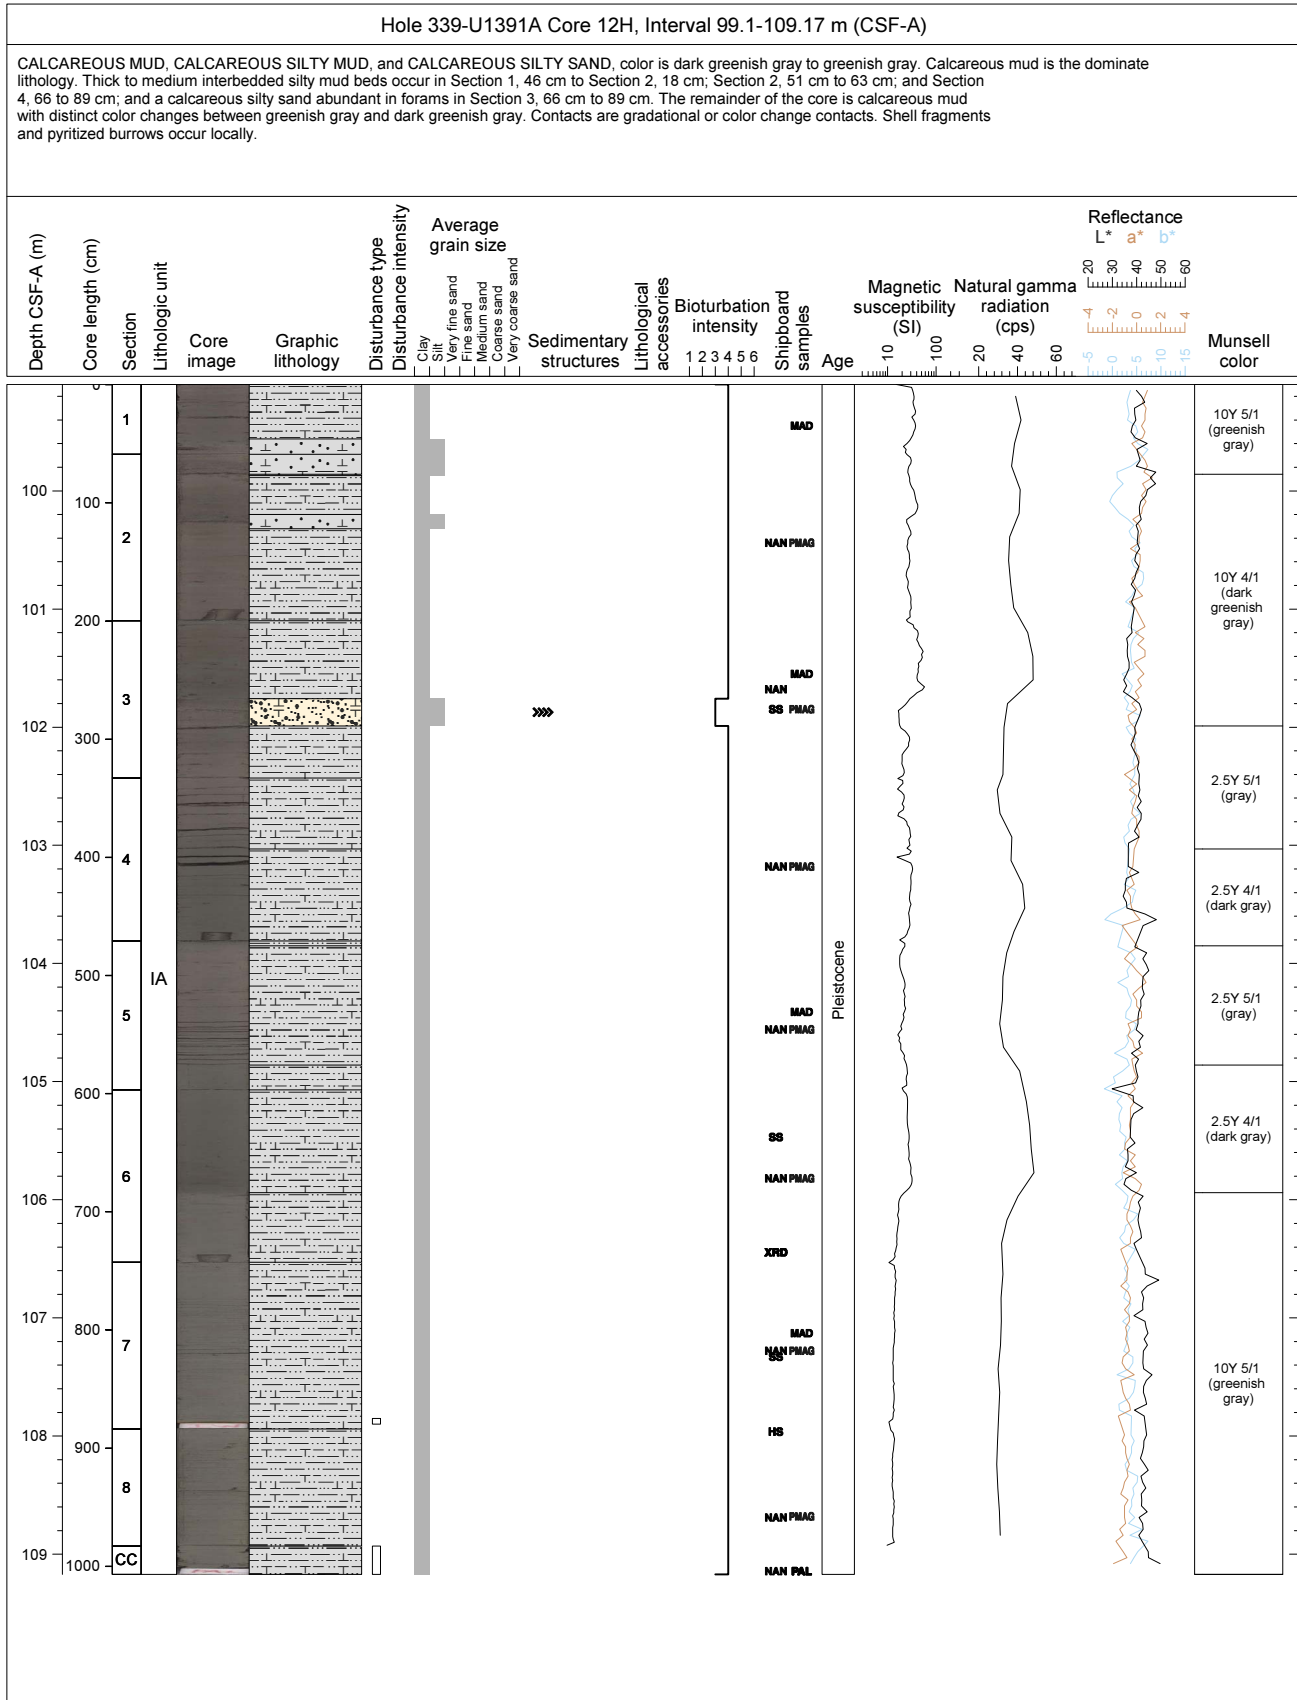 Hole 339-U1391A Core 12H, Interval 99.1-109.17 m (CSF-A)
CALCAREOUS MUD, CALCAREOUS SILTY MUD, and CALCAREOUS SILTY SAND, color is dark greenish gray to greenish gray. Calcareous mud is the dominate
lithology. Thick to medium interbedded silty mud beds occur in Section 1, 46 cm to Section 2, 18 cm; Section 2, 51 cm to 63 cm; and Section
4, 66 to 89 cm; and a calcareous silty sand abundant in forams in Section 3, 66 cm to 89 cm. The remainder of the core is calcareous mud
with distinct color changes between greenish gray and dark greenish gray. Contacts are gradational or color change contacts. Shell fragments
and pyritized burrows occur locally.
Depth CSF-A (m)
Core length (cm)
Section
Lithologic unit
Core
image
Graphic
lithology
Disturbance type
Disturbance intensity
Average
grain size
Clay
Silt
Very fine sand
Fine sand
Medium sand
Coarse sand
Very coarse sand
Sedimentary
structures
Lithological
accessories
Bioturbation
intensity
1 2 3 4 5 6
Shipboard
samples
Age
Magnetic
susceptibility
(SI)
10 100
Natural gamma
radiation
(cps)
20 40 60
Reflectance
L* a* b*
20 30 40 50 60
-4 -2 0 2 4
-5 0 5 10 15
Munsell
color
100
101
102
103
104
105
106
107
108
109
0
100
200
300
400
500
600
700
800
900
1000
1
2
3
4
5
6
7
8
CC
IA
MAD
NAN PMAG
MAD
NAN
SS PMAG
NAN PMAG
MAD
NAN PMAG
SS
NAN PMAG
XRD
MAD
NAN PMAG
SS
HS
NAN PMAG
NAN PAL
Pleistocene
10Y 5/1
(greenish
gray)
10Y 4/1
(dark
greenish
gray)
2.5Y 5/1
(gray)
2.5Y 4/1
(dark gray)
2.5Y 5/1
(gray)
2.5Y 4/1
(dark gray)
10Y 5/1
(greenish
gray)